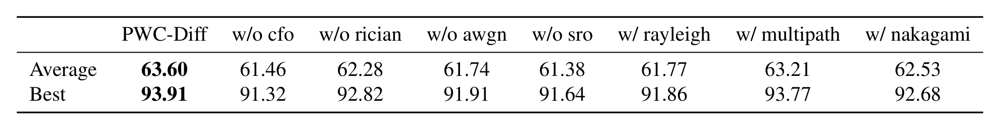 PWC-Diff w/o cfo w/o rician w/o awgn w/o sro w/ rayleigh w/ multipath w/ nakagami
Average 63.60 61.46 62.28 61.74 61.38 61.77 63.21 62.53
Best 93.91 91.32 92.82 91.91 91.64 91.86 93.77 92.68